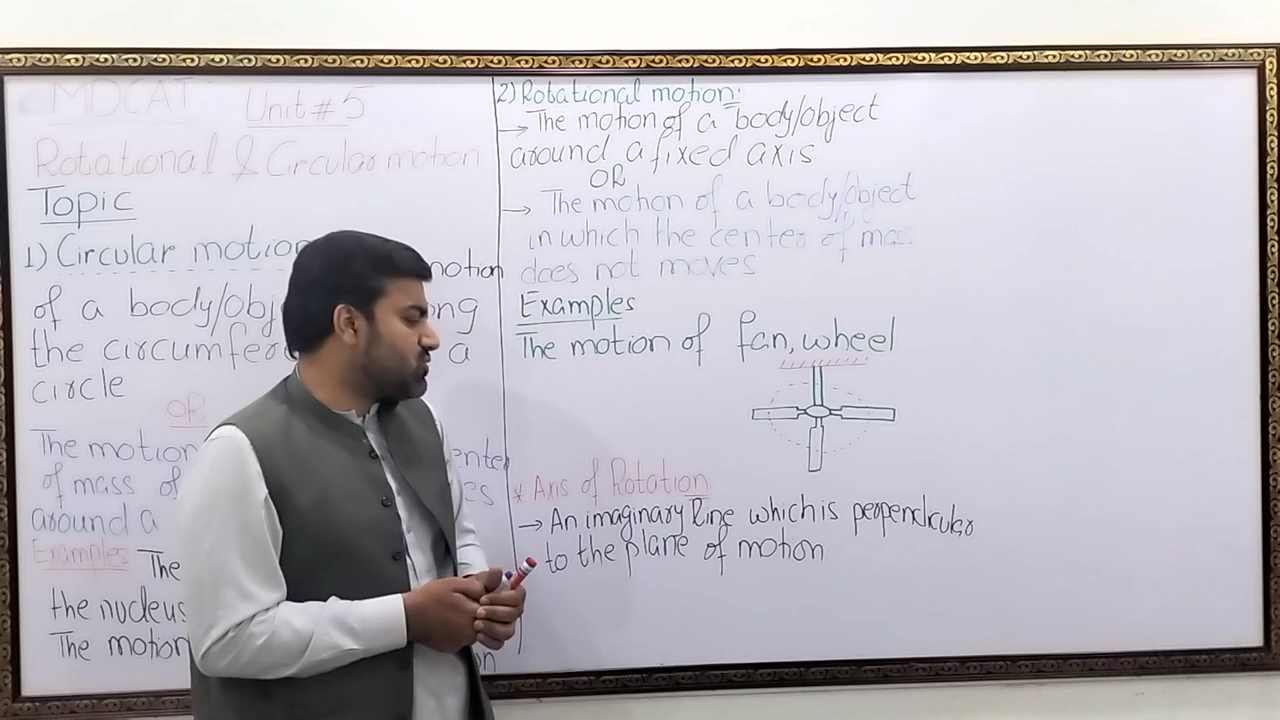 MDCAT Unit # 5
Rotational & Circular motion
Topic
1) Circular motion
motion
of a body/obj ong
the circumfere a
circle
OR
The motion
of mass of
around a
Examples The
the nucleus
The motion
2) Rotational motion:
→ The motion of a body/object
around a fixed axis
OR
→ The motion of a body/object
in which the center of mass
does not moves
Examples
The motion of fan, wheel
* Axis of Rotation
→ An imaginary line which is perpendicular
to the plane of motion